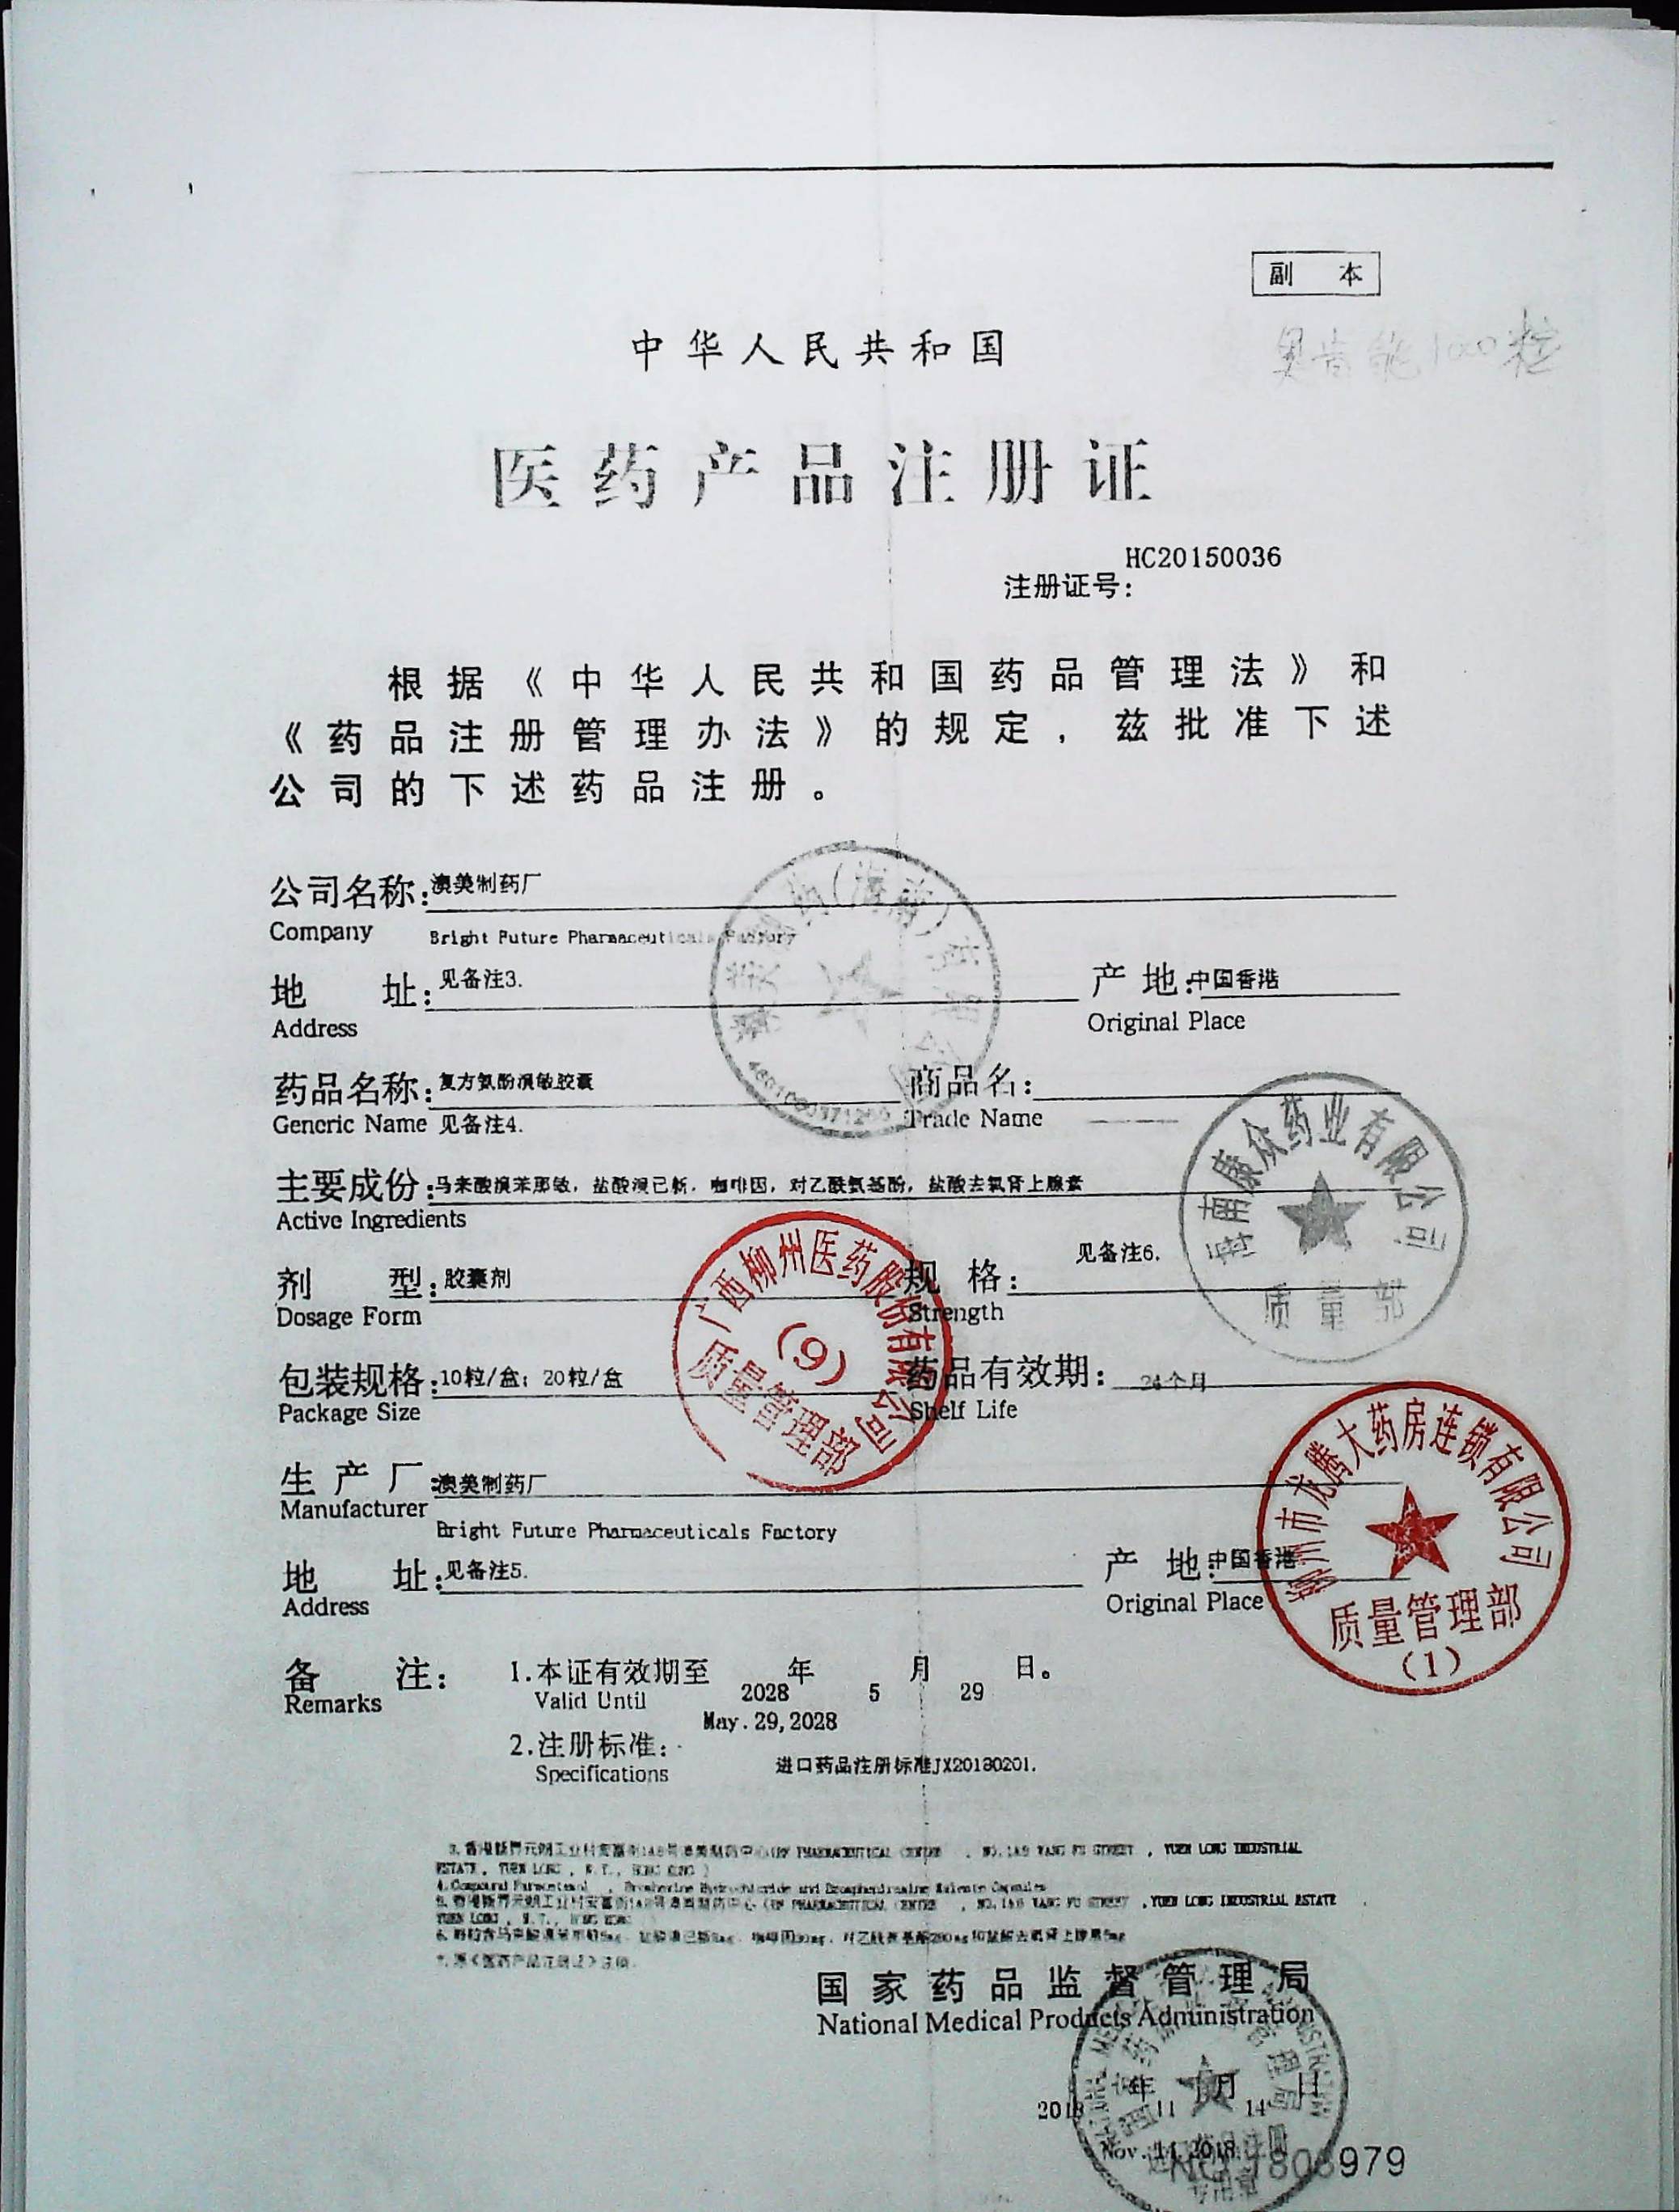 副 本
中华人民共和国
医药产品注册证
HC20150036
注册证号:
根据《中华人民共和国药品管理法》和
《药品注册管理办法》的规定，兹批准下述
公司的下述药品注册。
公司名称:澳美制药厂
Company Bright Future Pharmaceuticals Factory
地 址:见备注3. 产 地:中国香港
Address Original Place
药品名称:复方氨酚溴敏胶囊 商品名:
Generic Name 见备注4. Trade Name
主要成份:马来酸溴苯那敏，盐酸溴己新，咖啡因，对乙酰氨基酚，盐酸去氧肾上腺素
Active Ingredients
剂 型:胶囊剂 规 格: 见备注6.
Dosage Form Strength
包装规格:10粒/盒; 20粒/盒 药品有效期: 24个月
Package Size Shelf Life
生 产 厂:澳美制药厂
Manufacturer
Bright Future Pharmaceuticals Factory
地 址:见备注5. 产 地:中国香港
Address Original Place
备 注: 1.本证有效期至 2028 年 5 月 29 日。
Remarks Valid Until
May.29,2028
2.注册标准:
Specifications 进口药品注册标准JX20180201.
国家药品监督管理局
National Medical Products Administration
2018 年 11 月 14 日
Nov. 14, 2018
979
康众药业有限公司
质量部
广西柳州医药股份有限公司
(9)
质量管理部
柳州市龙腾大药房连锁有限公司
质量管理部
(1)